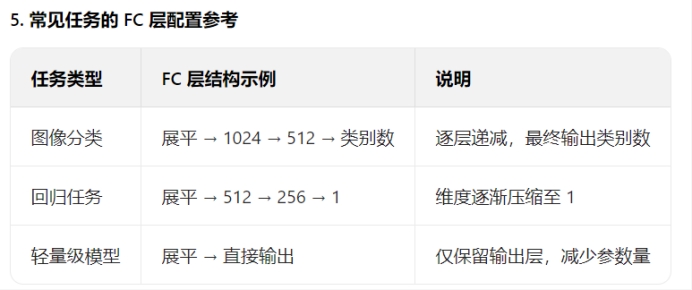 5. 常见任务的 FC 层配置参考
任务类型 FC 层结构示例 说明
图像分类 展平 → 1024 → 512 → 类别数 逐层递减，最终输出类别数
回归任务 展平 → 512 → 256 → 1 维度逐渐压缩至 1
轻量级模型 展平 → 直接输出 仅保留输出层，减少参数量